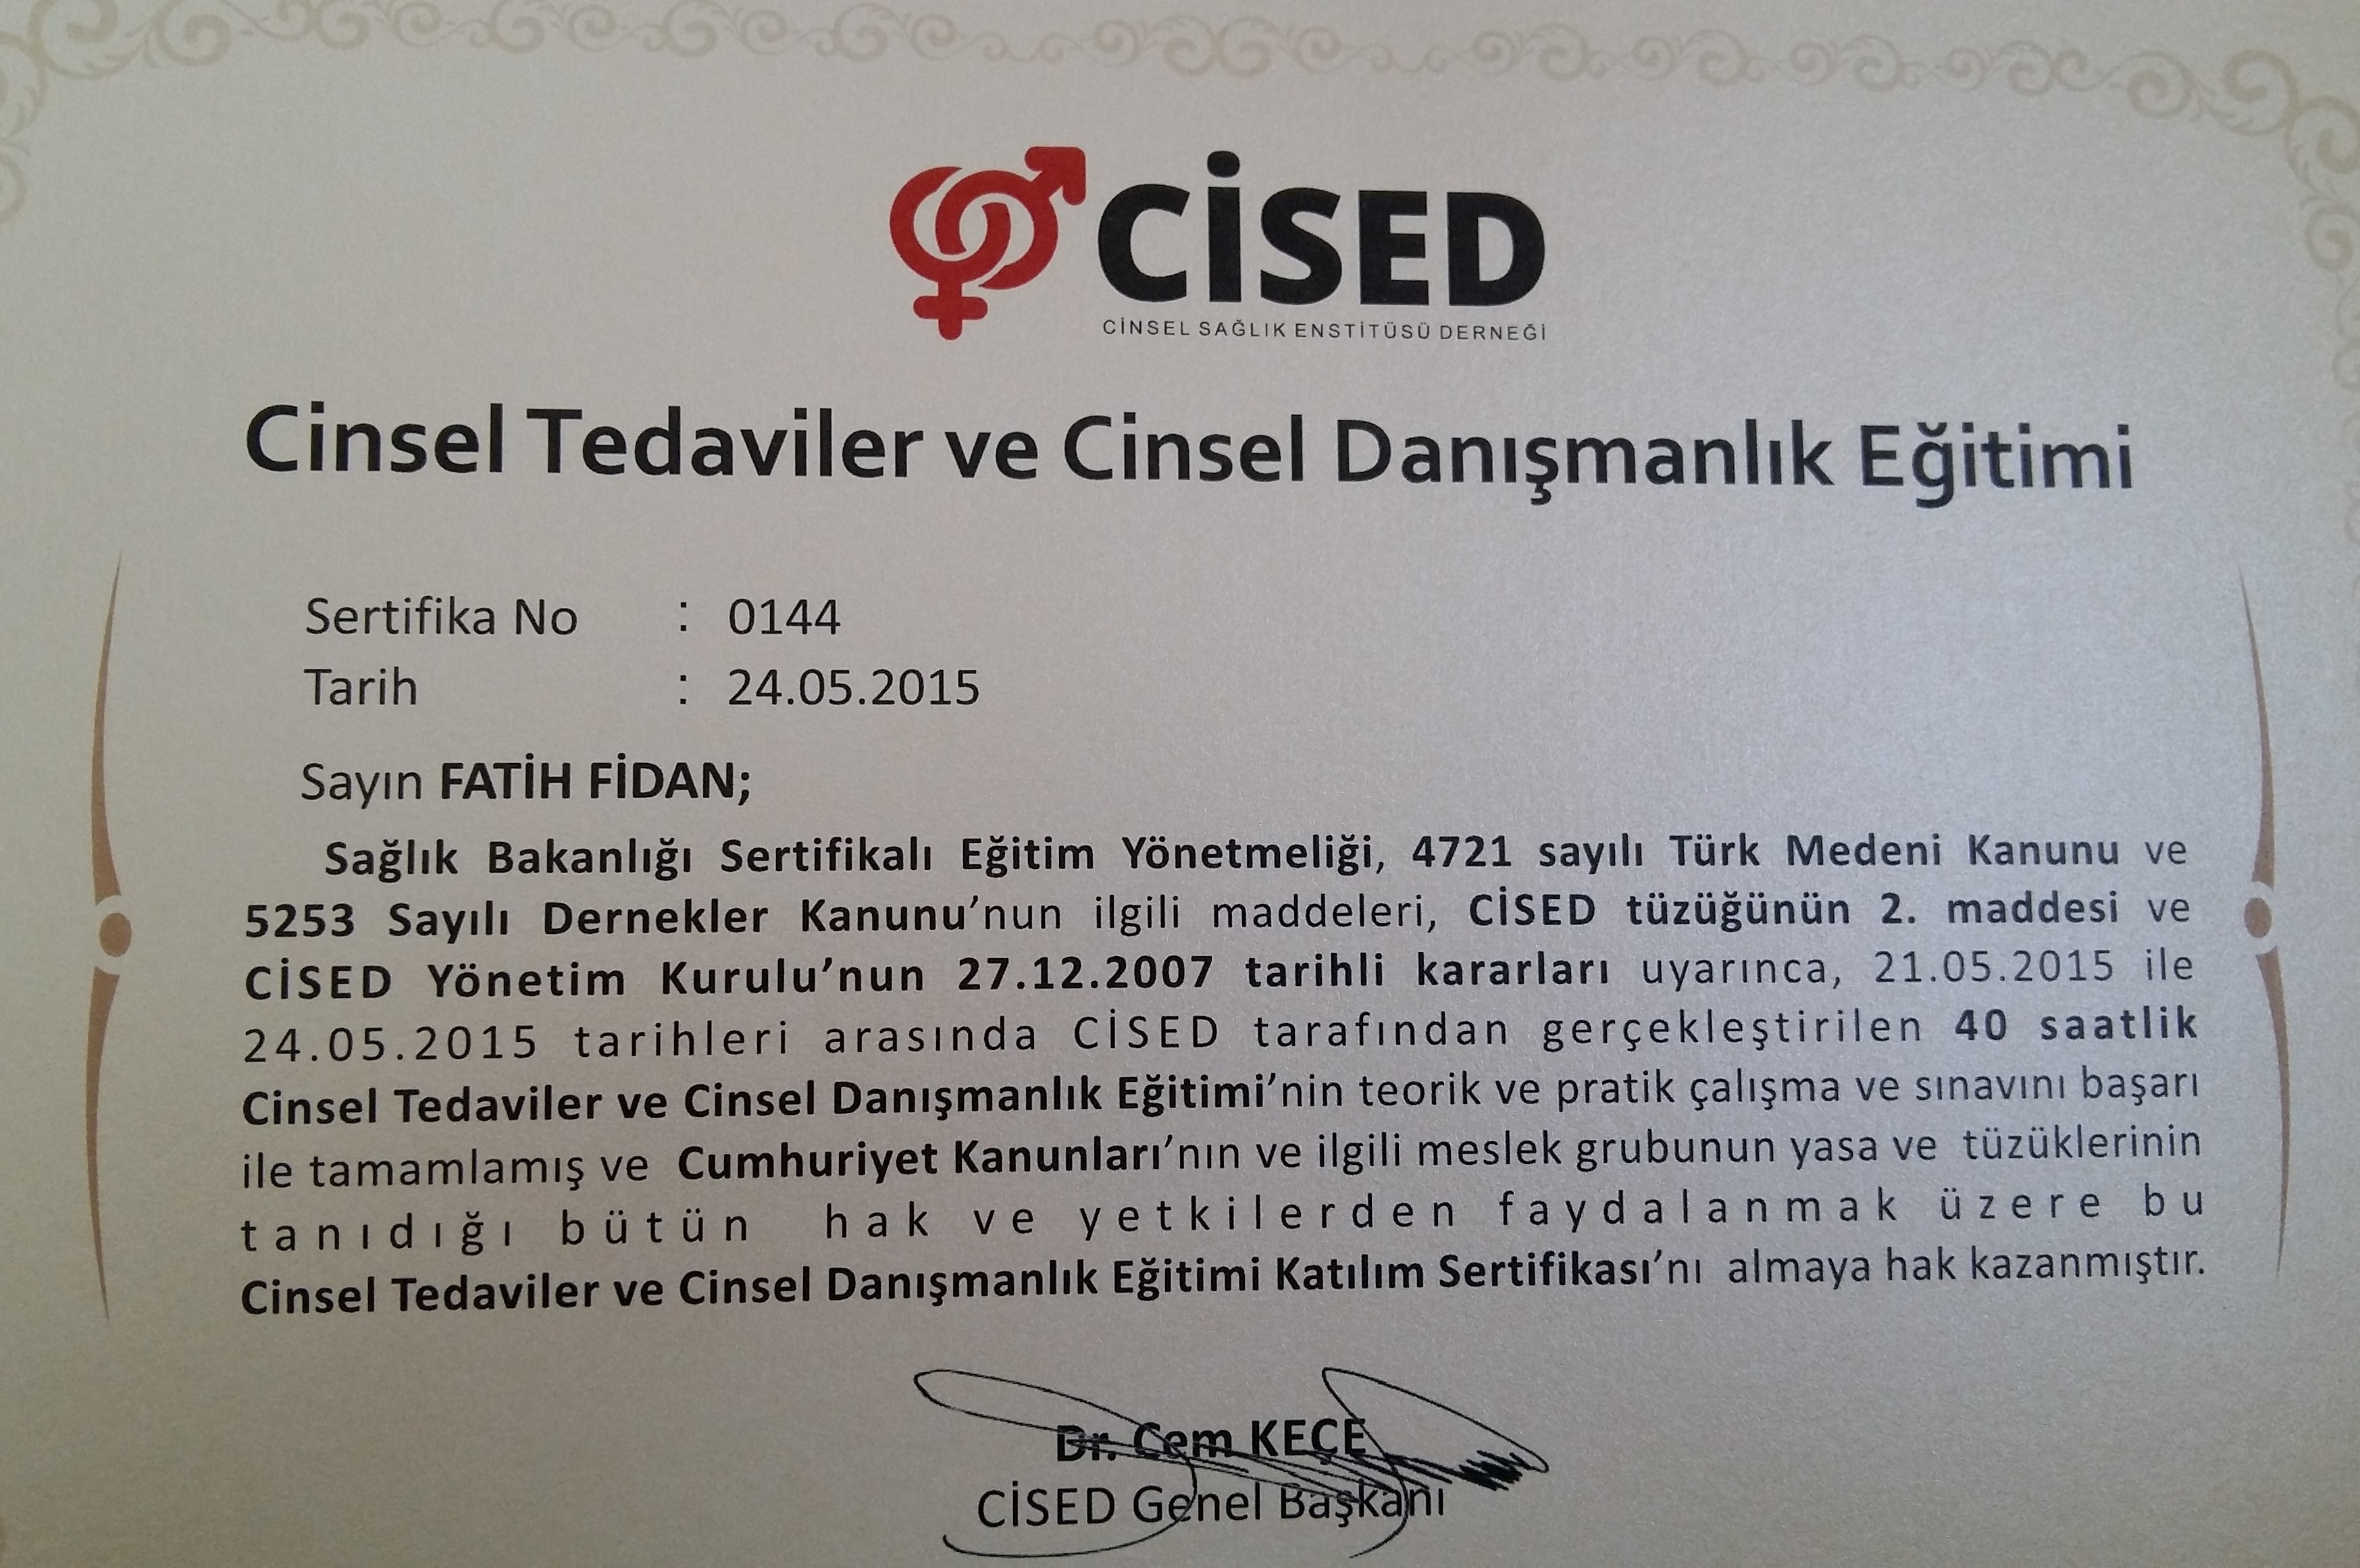 CİSED
CİNSEL SAĞLIK ENSTİTÜSÜ DERNEĞİ
Cinsel Tedaviler ve Cinsel Danışmanlık Eğitimi
Sertifika No : 0144
Tarih : 24.05.2015
Sayın FATİH FİDAN;
Sağlık Bakanlığı Sertifikalı Eğitim Yönetmeliği, 4721 sayılı Türk Medeni Kanunu ve
5253 Sayılı Dernekler Kanunu'nun ilgili maddeleri, CİSED tüzüğünün 2. maddesi ve
CİSED Yönetim Kurulu'nun 27.12.2007 tarihli kararları uyarınca, 21.05.2015 ile
24.05.2015 tarihleri arasında CİSED tarafından gerçekleştirilen 40 saatlik
Cinsel Tedaviler ve Cinsel Danışmanlık Eğitimi'nin teorik ve pratik çalışma ve sınavını başarı
ile tamamlamış ve Cumhuriyet Kanunları'nın ve ilgili meslek grubunun yasa ve tüzüklerinin
tanıdığı bütün hak ve yetkilerden faydalanmak üzere bu
Cinsel Tedaviler ve Cinsel Danışmanlık Eğitimi Katılım Sertifikası'nı almaya hak kazanmıştır.
Dr. Cem KEÇE
CİSED Genel Başkanı